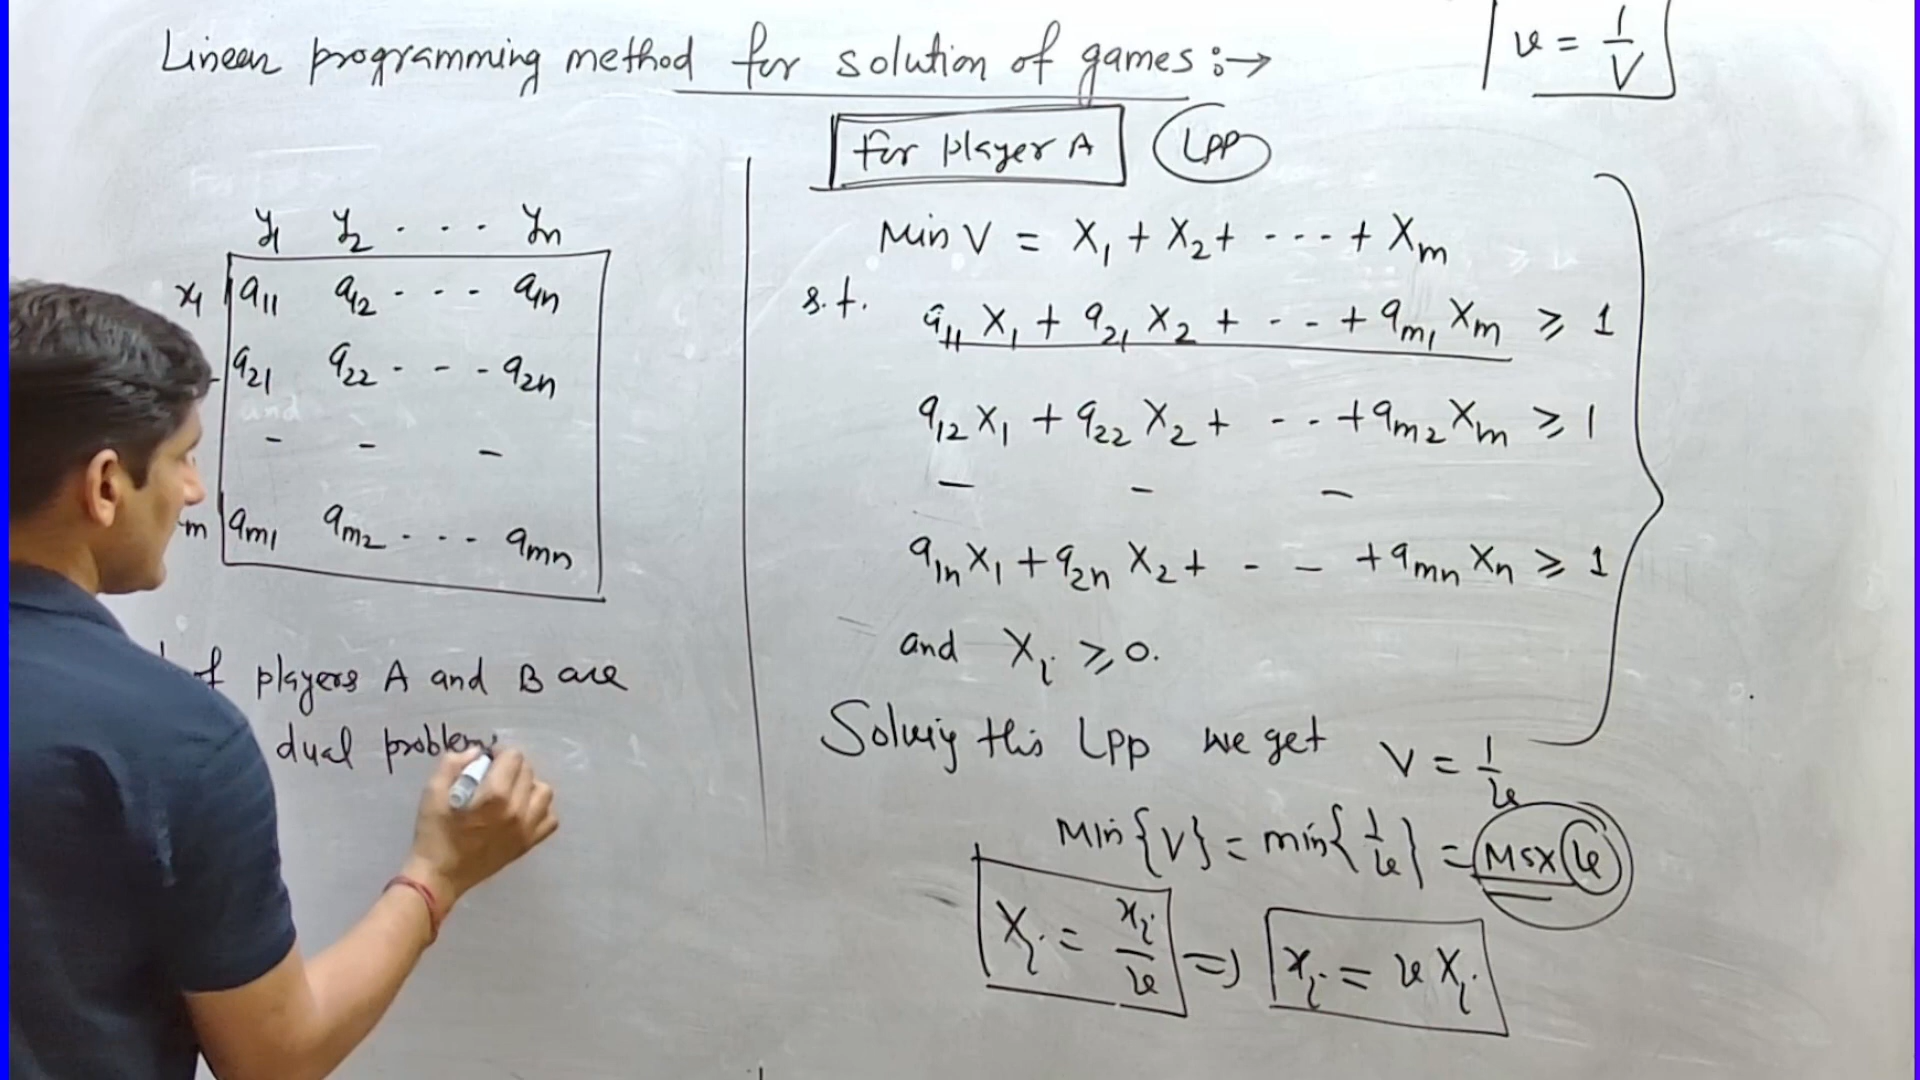 Linear programming method for solution of games :→
v = 1/V
For player A LPP
y1 y2 . . . . yn
x1 a11 a12 . - - - a1n
a21 a22 . - - - a2n
- - -
m am1 am2 . . - - amn
of players A and B are
dual problem
Min V = X1 + X2 + - - - - + Xm
s.t. a11 X1 + a21 X2 + - - - + am1 Xm ≥ 1
a12 X1 + a22 X2 + - - - + am2 Xm ≥ 1
- - -
a1n X1 + a2n X2 + - - + amn Xn ≥ 1
and Xi ≥ 0.
Solvig this LPP we get V = 1/v
Min{V} = min{1/v} = Max(v)
Xi = xi/v ⇒ xi = v Xi